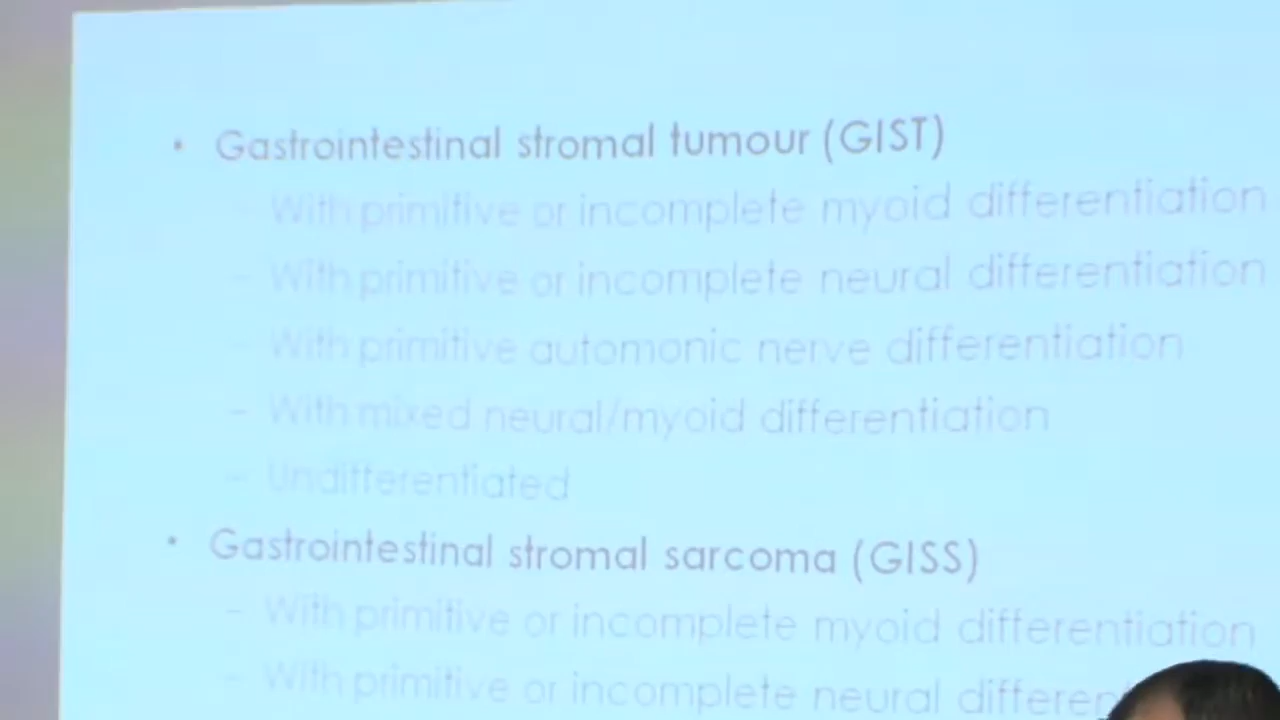 • Gastrointestinal stromal tumour (GIST)
– With primitive or incomplete myoid differentiation
– With primitive or incomplete neural differentiation
– With primitive automonic nerve differentiation
– With mixed neural/myoid differentiation
– Undifferentiated
• Gastrointestinal stromal sarcoma (GISS)
– With primitive or incomplete myoid differentiation
– With primitive or incomplete neural